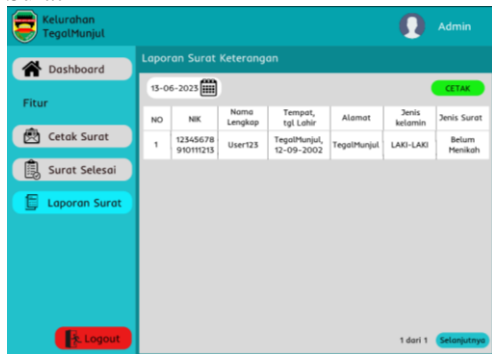 Kelurahan
TegalMunjul
Admin
Dashboard
Fitur
Cetak Surat
Surat Selesai
Laporan Surat
Logout
Laporan Surat Keterangan
13-06-2023
CETAK
NO NIK Nama Lengkap Tempat, tgl Lahir Alamat Jenis kelamin Jenis Surat
1 12345678910111213 User123 TegalMunjul, 12-09-2002 TegalMunjul LAKI-LAKI Belum Menikah
1 dari 1 Selanjutnya